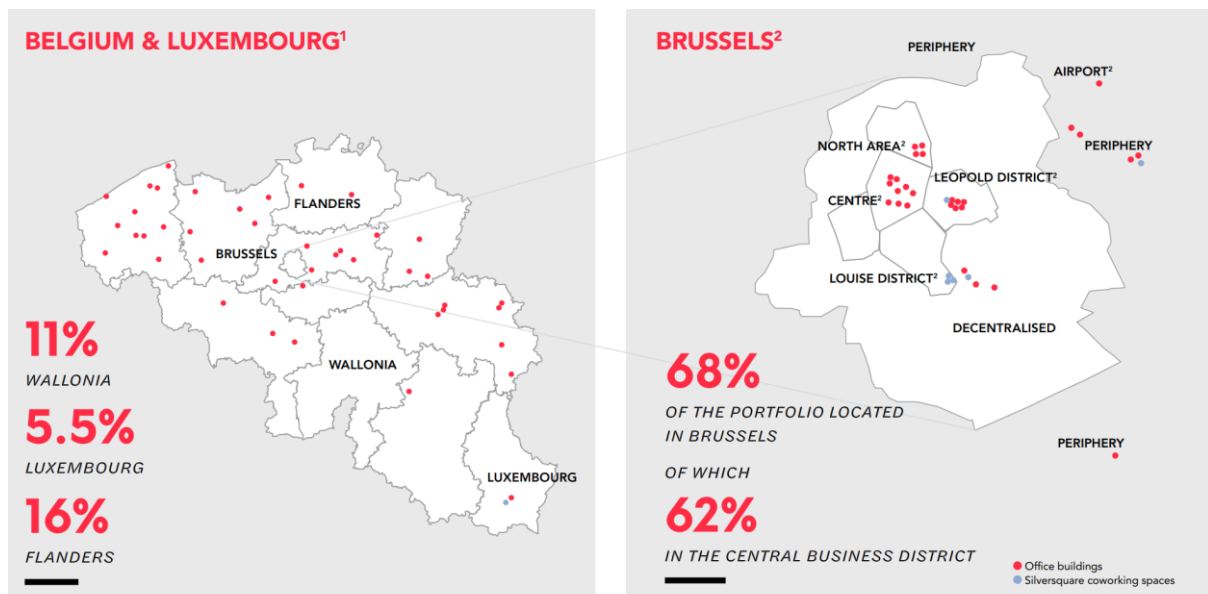 BELGIUM & LUXEMBOURG¹
FLANDERS
BRUSSELS
WALLONIA
LUXEMBOURG
11%
WALLONIA
5.5%
LUXEMBOURG
16%
FLANDERS
BRUSSELS²
PERIPHERY
AIRPORT²
PERIPHERY
NORTH AREA²
LEOPOLD DISTRICT²
CENTRE²
LOUISE DISTRICT²
DECENTRALISED
PERIPHERY
68%
OF THE PORTFOLIO LOCATED
IN BRUSSELS
OF WHICH
62%
IN THE CENTRAL BUSINESS DISTRICT
Office buildings
Silversquare coworking spaces